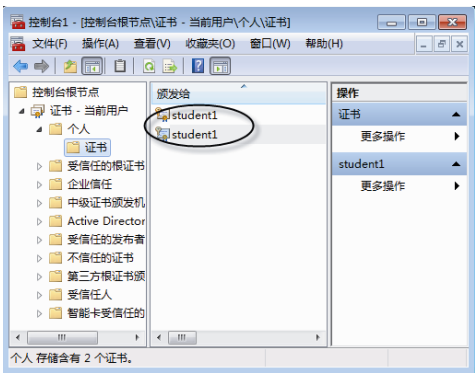 控制台1 - [控制台根节点\证书 - 当前用户\个人\证书]
文件(F) 操作(A) 查看(V) 收藏夹(O) 窗口(W) 帮助(H)
控制台根节点
证书 - 当前用户
个人
证书
受信任的根证书
企业信任
中级证书颁发机
Active Director
受信任的发布者
不信任的证书
第三方根证书颁
受信任人
智能卡受信任的
颁发给
student1
student1
操作
证书
更多操作
student1
更多操作
个人 存储含有 2 个证书。